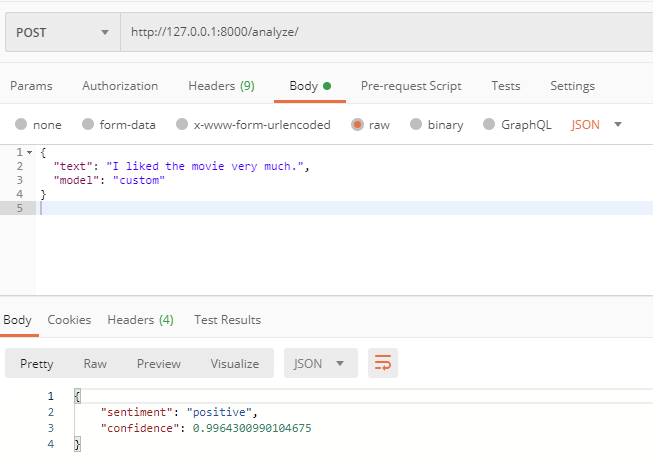 POST http://127.0.0.1:8000/analyze/
Params Authorization Headers (9) Body Pre-request Script Tests Settings
none form-data x-www-form-urlencoded raw binary GraphQL JSON
1 {
2 "text": "I liked the movie very much.",
3 "model": "custom"
4 }
5
Body Cookies Headers (4) Test Results
Pretty Raw Preview Visualize JSON
1 {
2 "sentiment": "positive",
3 "confidence": 0.9964300990104675
4 }